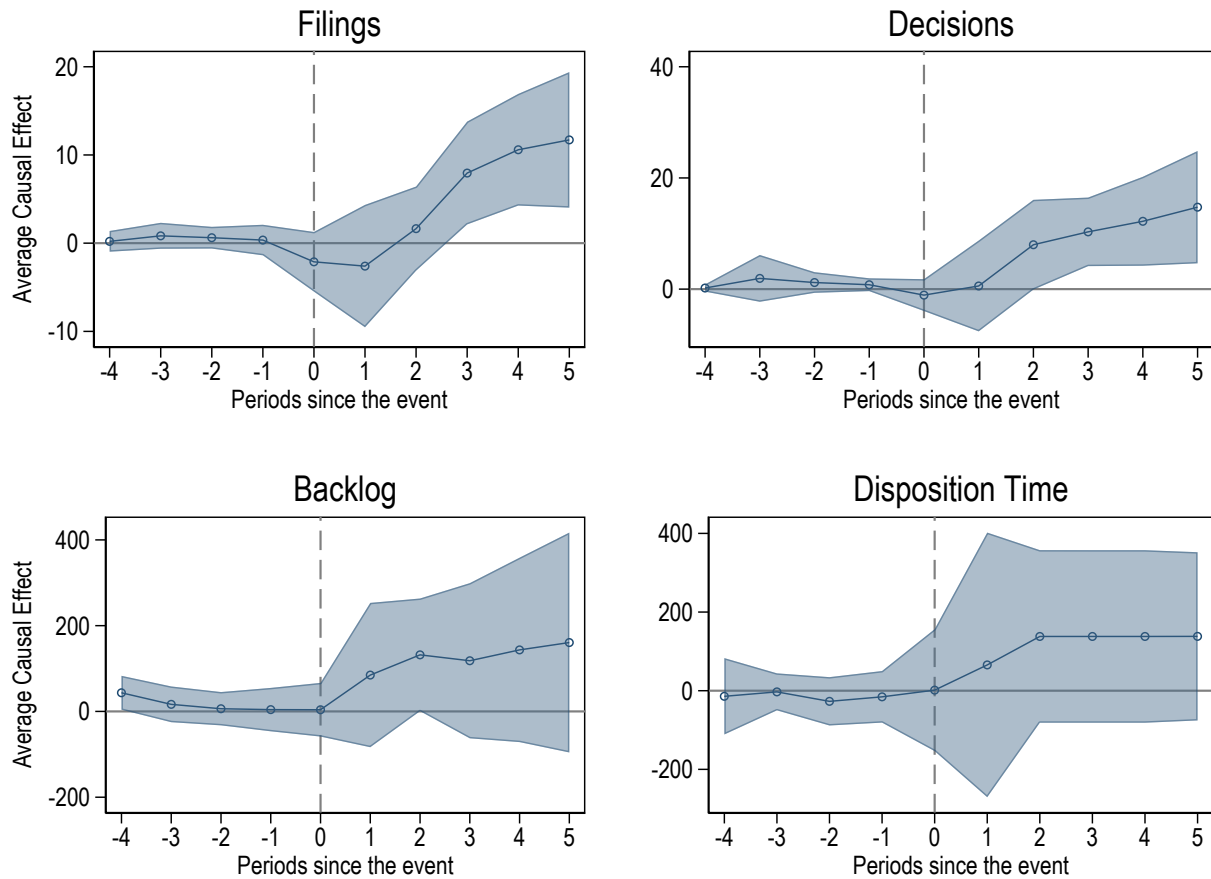 Filings
Average Causal Effect
20
10
0
-10
-4 -3 -2 -1 0 1 2 3 4 5
Periods since the event
Decisions
40
20
0
-4 -3 -2 -1 0 1 2 3 4 5
Periods since the event
Backlog
Average Causal Effect
400
200
0
-200
-4 -3 -2 -1 0 1 2 3 4 5
Periods since the event
Disposition Time
400
200
0
-200
-4 -3 -2 -1 0 1 2 3 4 5
Periods since the event